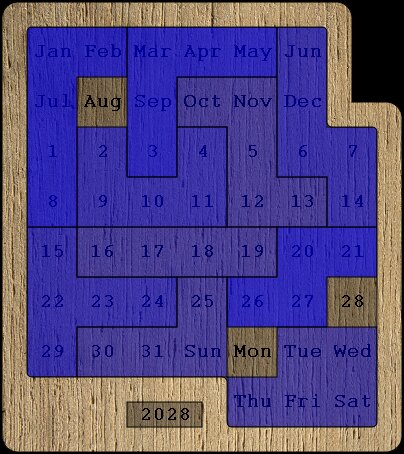 Jan Feb Mar Apr May Jun
Jul Aug Sep Oct Nov Dec
1 2 3 4 5 6 7
8 9 10 11 12 13 14
15 16 17 18 19 20 21
22 23 24 25 26 27 28
29 30 31 Sun Mon Tue Wed
Thu Fri Sat
2028